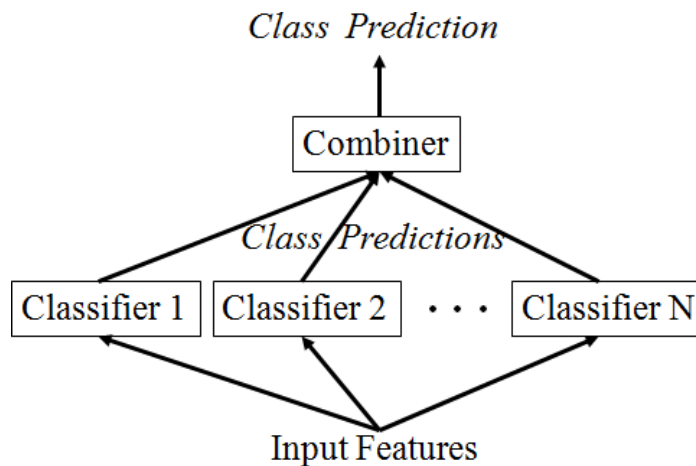 Class Prediction
Combiner
Class Predictions
Classifier 1 Classifier 2 · · · Classifier N
Input Features